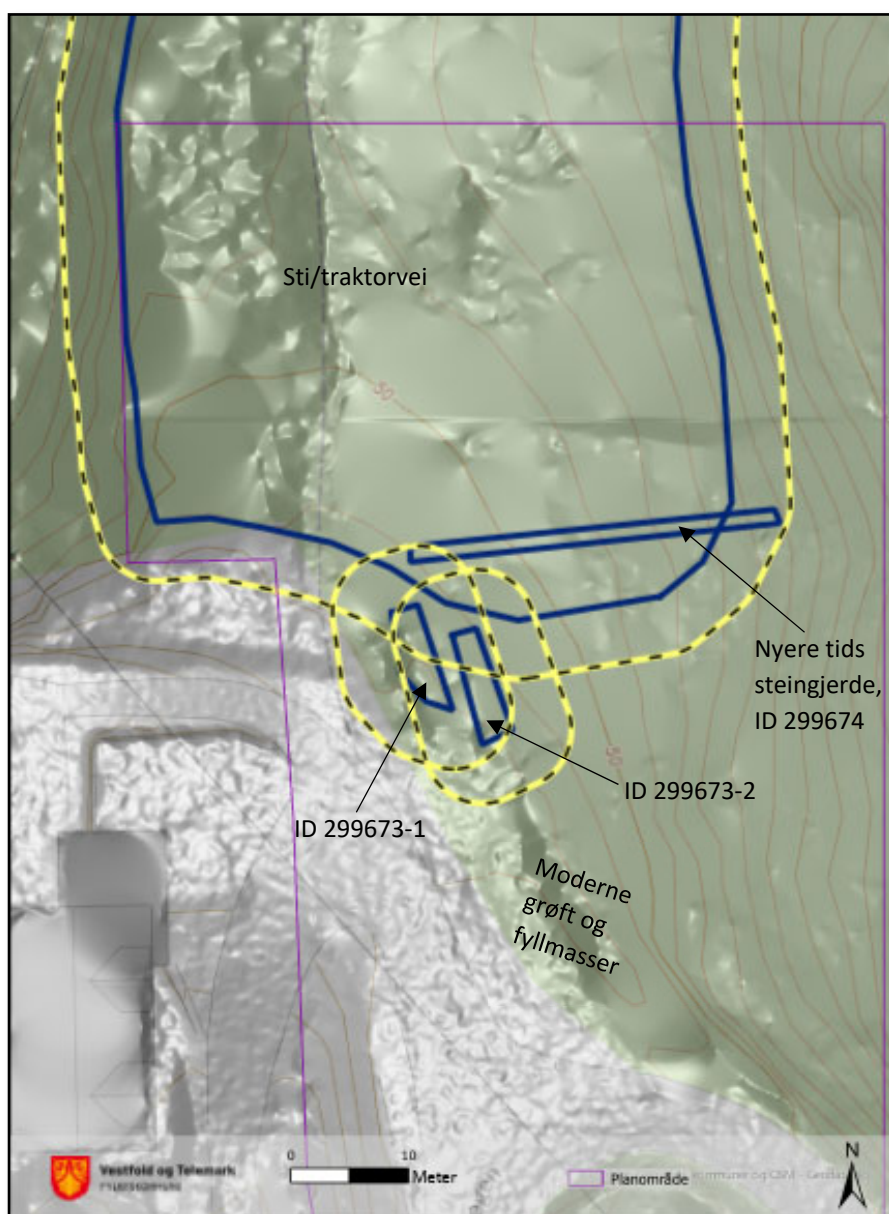 Sti/traktorvei
50
Nyere tids
steingjerde,
ID 299674
50
ID 299673-2
ID 299673-1
Moderne
grøft og
fyllmasser
Vestfold og Telemark
FYLKESKOMMUNE
0 10
Meter
Planområde
N